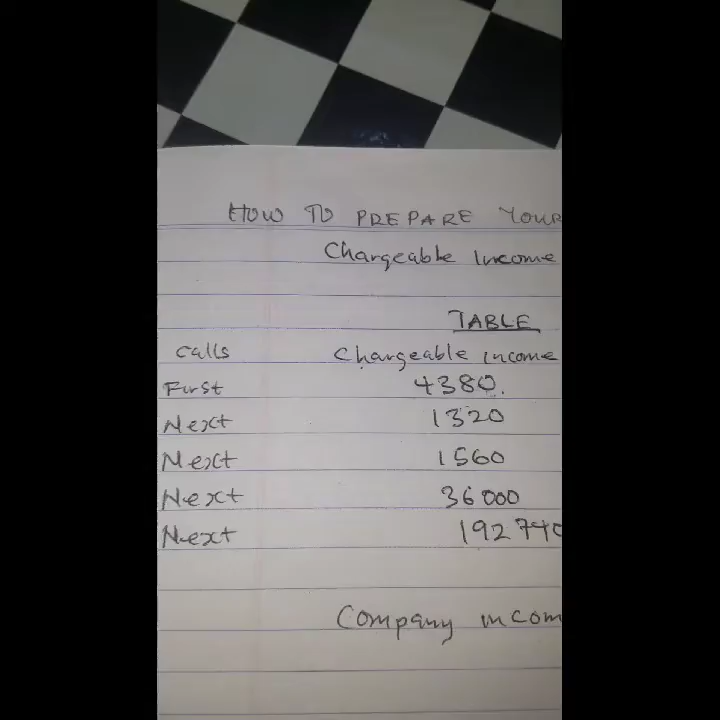 HOW TO PREPARE YOUR
Chargeable Income
TABLE
Calls Chargeable income
First 4380.
Next 1320
Next 1560
Next 36000
Next 192740
Company incom